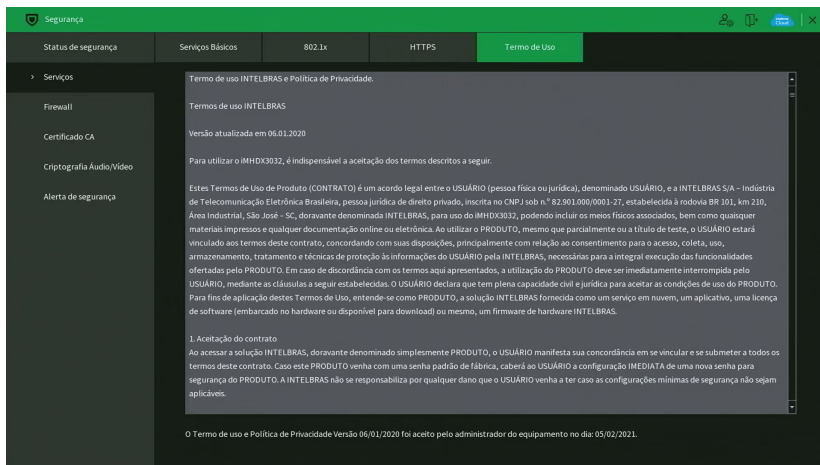 Segurança
intelbras
Cloud
Status de segurança
Serviços Básicos
802.1x
HTTPS
Termo de Uso
Serviços
Firewall
Certificado CA
Criptografia Áudio/Vídeo
Alerta de segurança
Termo de uso INTELBRAS e Política de Privacidade.
Termos de uso INTELBRAS
Versão atualizada em 06.01.2020
Para utilizar o iMHDX3032, é indispensável a aceitação dos termos descritos a seguir.
Estes Termos de Uso de Produto (CONTRATO) é um acordo legal entre o USUÁRIO (pessoa física ou jurídica), denominado USUÁRIO, e a INTELBRAS S/A – Indústria
de Telecomunicação Eletrônica Brasileira, pessoa jurídica de direito privado, inscrita no CNPJ sob n.º 82.901.000/0001-27, estabelecida à rodovia BR 101, km 210,
Área Industrial, São José – SC, doravante denominada INTELBRAS, para uso do iMHDX3032, podendo incluir os meios físicos associados, bem como quaisquer
materiais impressos e qualquer documentação online ou eletrônica. Ao utilizar o PRODUTO, mesmo que parcialmente ou a título de teste, o USUÁRIO estará
vinculado aos termos deste contrato, concordando com suas disposições, principalmente com relação ao consentimento para o acesso, coleta, uso,
armazenamento, tratamento e técnicas de proteção às informações do USUÁRIO pela INTELBRAS, necessárias para a integral execução das funcionalidades
ofertadas pelo PRODUTO. Em caso de discordância com os termos aqui apresentados, a utilização do PRODUTO deve ser imediatamente interrompida pelo
USUÁRIO, mediante as cláusulas a seguir estabelecidas. O USUÁRIO declara que tem plena capacidade civil e jurídica para aceitar as condições de uso do PRODUTO.
Para fins de aplicação destes Termos de Uso, entende-se como PRODUTO, a solução INTELBRAS fornecida como um serviço em nuvem, um aplicativo, uma licença
de software (embarcado no hardware ou disponível para download) ou mesmo, um firmware de hardware INTELBRAS.
1. Aceitação do contrato
Ao acessar a solução INTELBRAS, doravante denominado simplesmente PRODUTO, o USUÁRIO manifesta sua concordância em se vincular e se submeter a todos os
termos deste contrato. Caso este PRODUTO venha com uma senha padrão de fábrica, caberá ao USUÁRIO a configuração IMEDIATA de uma nova senha para
segurança do PRODUTO. A INTELBRAS não se responsabiliza por qualquer dano que o USUÁRIO venha a ter caso as configurações mínimas de segurança não sejam
aplicáveis.
O Termo de uso e Política de Privacidade Versão 06/01/2020 foi aceito pelo administrador do equipamento no dia: 05/02/2021.